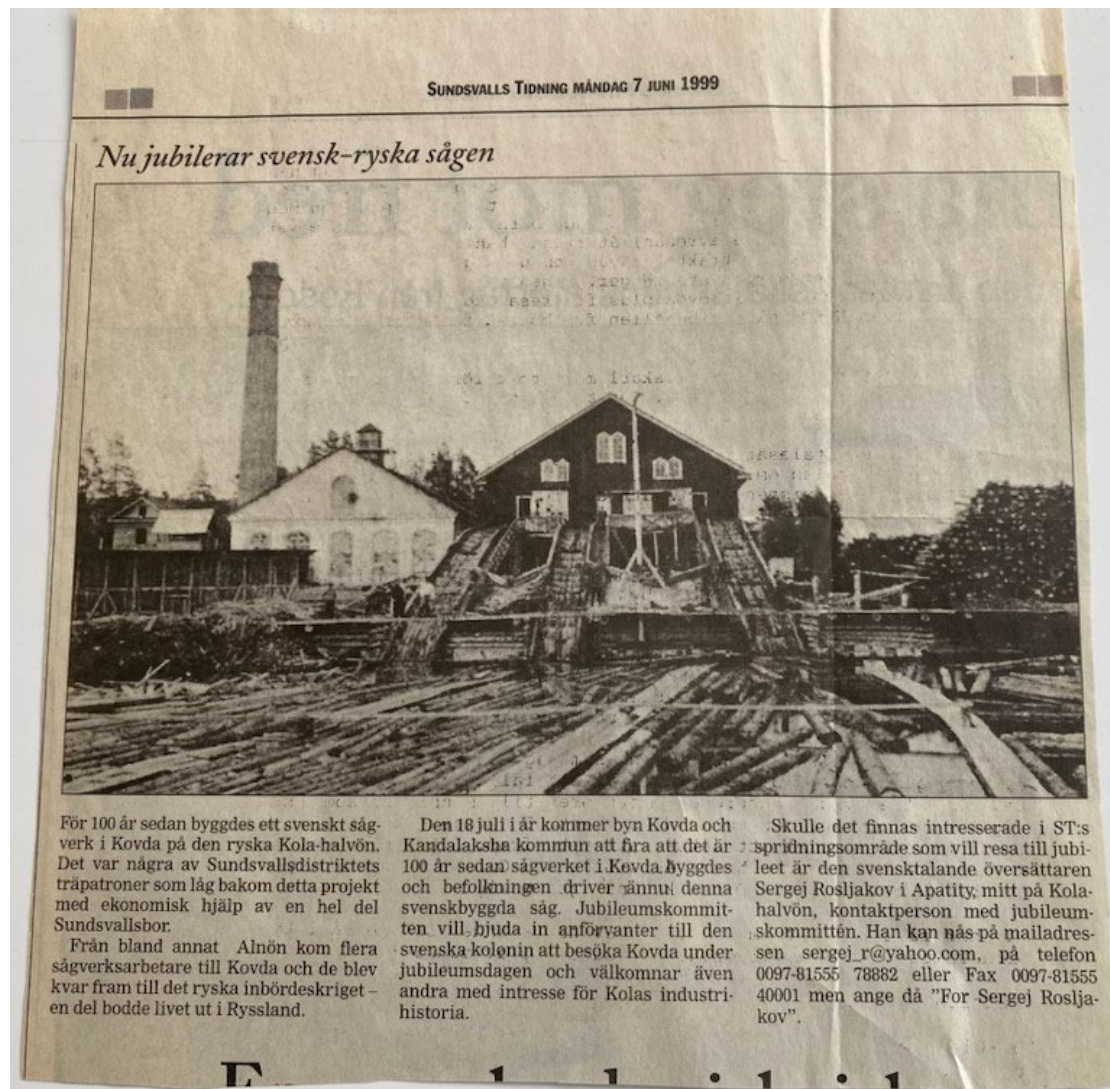 SUNDSVALLS TIDNING MÅNDAG 7 JUNI 1999
Nu jubilerar svensk-ryska sågen
För 100 år sedan byggdes ett svenskt såg-
verk i Kovda på den ryska Kola-halvön.
Det var några av Sundsvallsdistriktets
träpatroner som låg bakom detta projekt
med ekonomisk hjälp av en hel del
Sundsvallsbor.
Från bland annat Alnön kom flera
sågverksarbetare till Kovda och de blev
kvar fram till det ryska inbördeskriget –
en del bodde livet ut i Ryssland.
Den 18 juli i år kommer byn Kovda och
Kandalaksha kommun att fira att det är
100 år sedan sågverket i Kovda byggdes
och befolkningen driver ännu denna
svenskbyggda såg. Jubileumskommit-
ten vill bjuda in anförvanter till den
svenska kolonin att besöka Kovda under
jubileumsdagen och välkomnar även
andra med intresse för Kolas industri-
historia.
Skulle det finnas intresserade i ST:s
spridningsområde som vill resa till jubi-
leet är den svensktalande översättaren
Sergej Rosljakov i Apatity, mitt på Kola-
halvön, kontaktperson med jubileum-
skommittén. Han kan nås på mailadres-
sen sergej_r@yahoo.com, på telefon
0097-81555 78882 eller Fax 0097-81555
40001 men ange då "For Sergej Roslja-
kov".